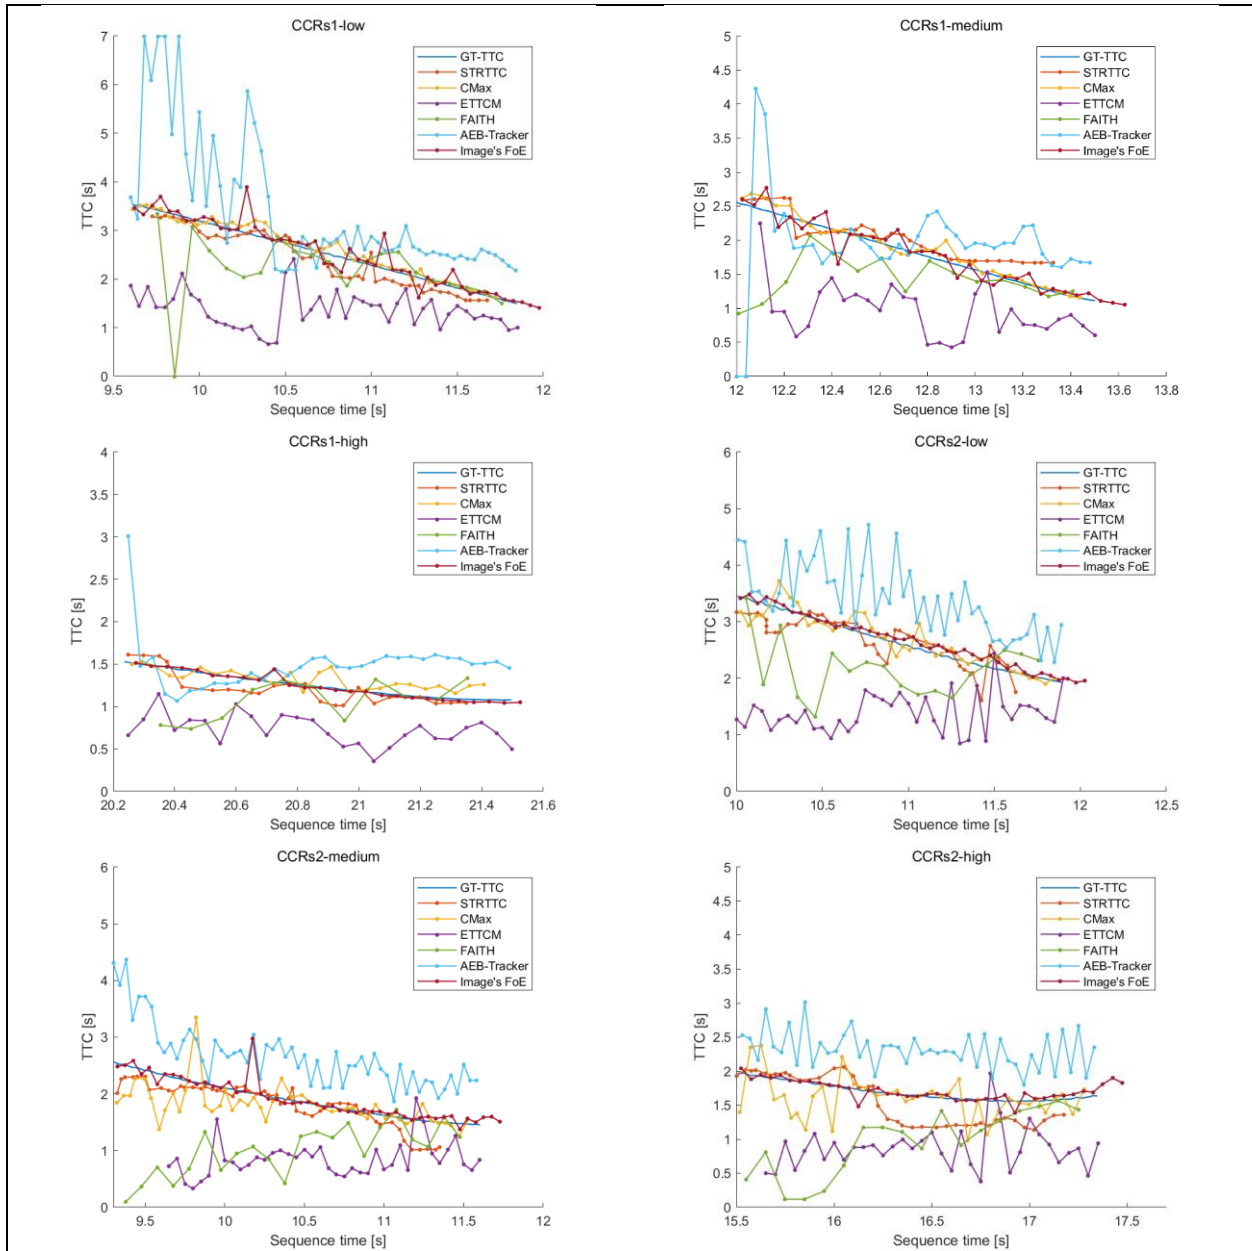 CCRs1-low
7
6
5
4
3
2
1
0
TTC [s]
GT-TTC
STRTTC
CMax
ETTCM
FAITH
AEB-Tracker
Image's FoE
9.5 10 10.5 11 11.5 12
Sequence time [s]
CCRs1-medium
5
4.5
4
3.5
3
2.5
2
1.5
1
0.5
0
TTC [s]
GT-TTC
STRTTC
CMax
ETTCM
FAITH
AEB-Tracker
Image's FoE
12 12.2 12.4 12.6 12.8 13 13.2 13.4 13.6 13.8
Sequence time [s]
CCRs1-high
4
3.5
3
2.5
2
1.5
1
0.5
0
TTC [s]
GT-TTC
STRTTC
CMax
ETTCM
FAITH
AEB-Tracker
Image's FoE
20.2 20.4 20.6 20.8 21 21.2 21.4 21.6
Sequence time [s]
CCRs2-low
6
5
4
3
2
1
0
TTC [s]
GT-TTC
STRTTC
CMax
ETTCM
FAITH
AEB-Tracker
Image's FoE
10 10.5 11 11.5 12 12.5
Sequence time [s]
CCRs2-medium
6
5
4
3
2
1
0
TTC [s]
GT-TTC
STRTTC
CMax
ETTCM
FAITH
AEB-Tracker
Image's FoE
9.5 10 10.5 11 11.5 12
Sequence time [s]
CCRs2-high
5
4.5
4
3.5
3
2.5
2
1.5
1
0.5
0
TTC [s]
GT-TTC
STRTTC
CMax
ETTCM
FAITH
AEB-Tracker
Image's FoE
15.5 16 16.5 17 17.5
Sequence time [s]